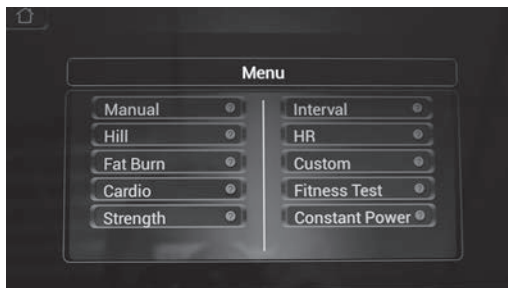 Menu
Manual
Hill
Fat Burn
Cardio
Strength
Interval
HR
Custom
Fitness Test
Constant Power